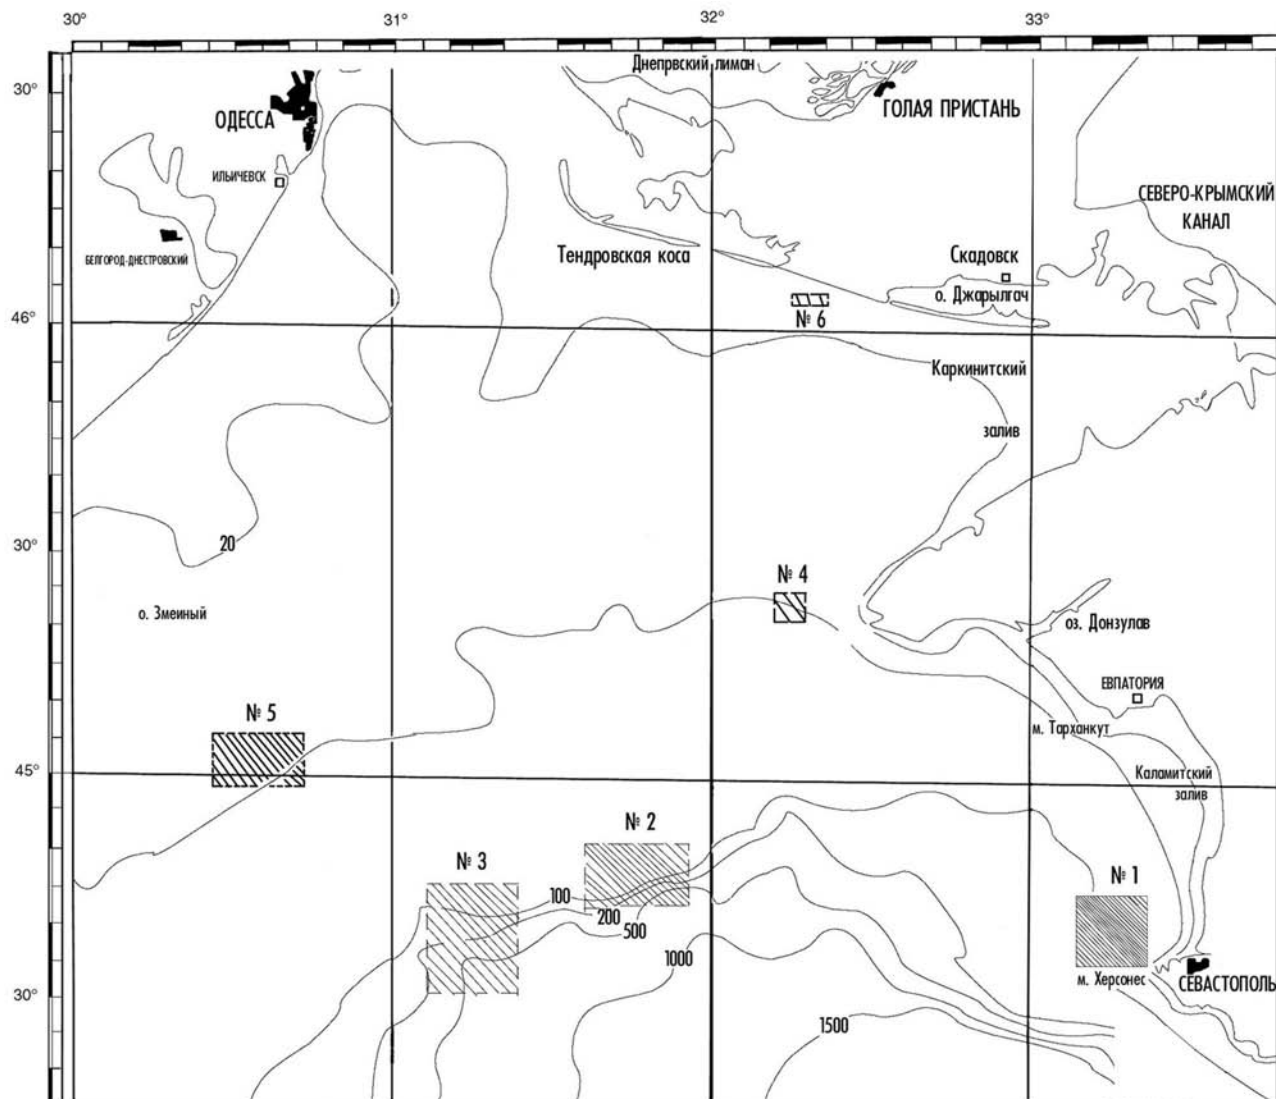 30° 31° 32° 33°
Днепрвский лиман
30°
ГОЛАЯ ПРИСТАНЬ
ОДЕССА
ИЛЬИЧЕВСК
СЕВЕРО-КРЫМСКИЙ
КАНАЛ
БЕЛГОРОД-ДНЕСТРОВСКИЙ
Тендровская коса
Скадовск
о. Джарылгач
46°
№ 6
Каркинитский
залив
20
30°
№ 4
о. Змеиный
оз. Донзулав
ЕВПАТОРИЯ
№ 5
м. Тарханкут
45°
Каламитский
залив
№ 2
№ 3
№ 1
100
200
500
1000
м. Херсонес
СЕВАСТОПОЛЬ
30°
1500